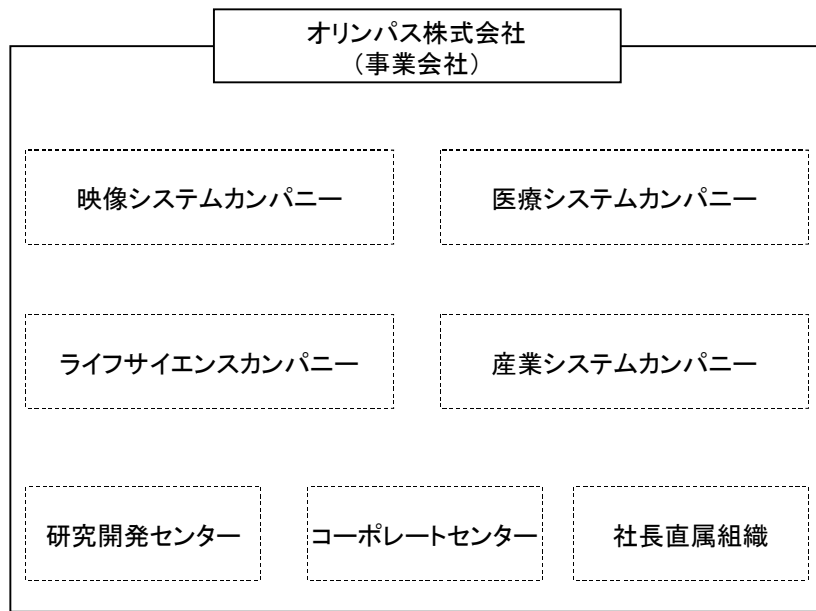 オリンパス株式会社
（事業会社）
映像システムカンパニー
医療システムカンパニー
ライフサイエンスカンパニー
産業システムカンパニー
研究開発センター
コーポレートセンター
社長直属組織